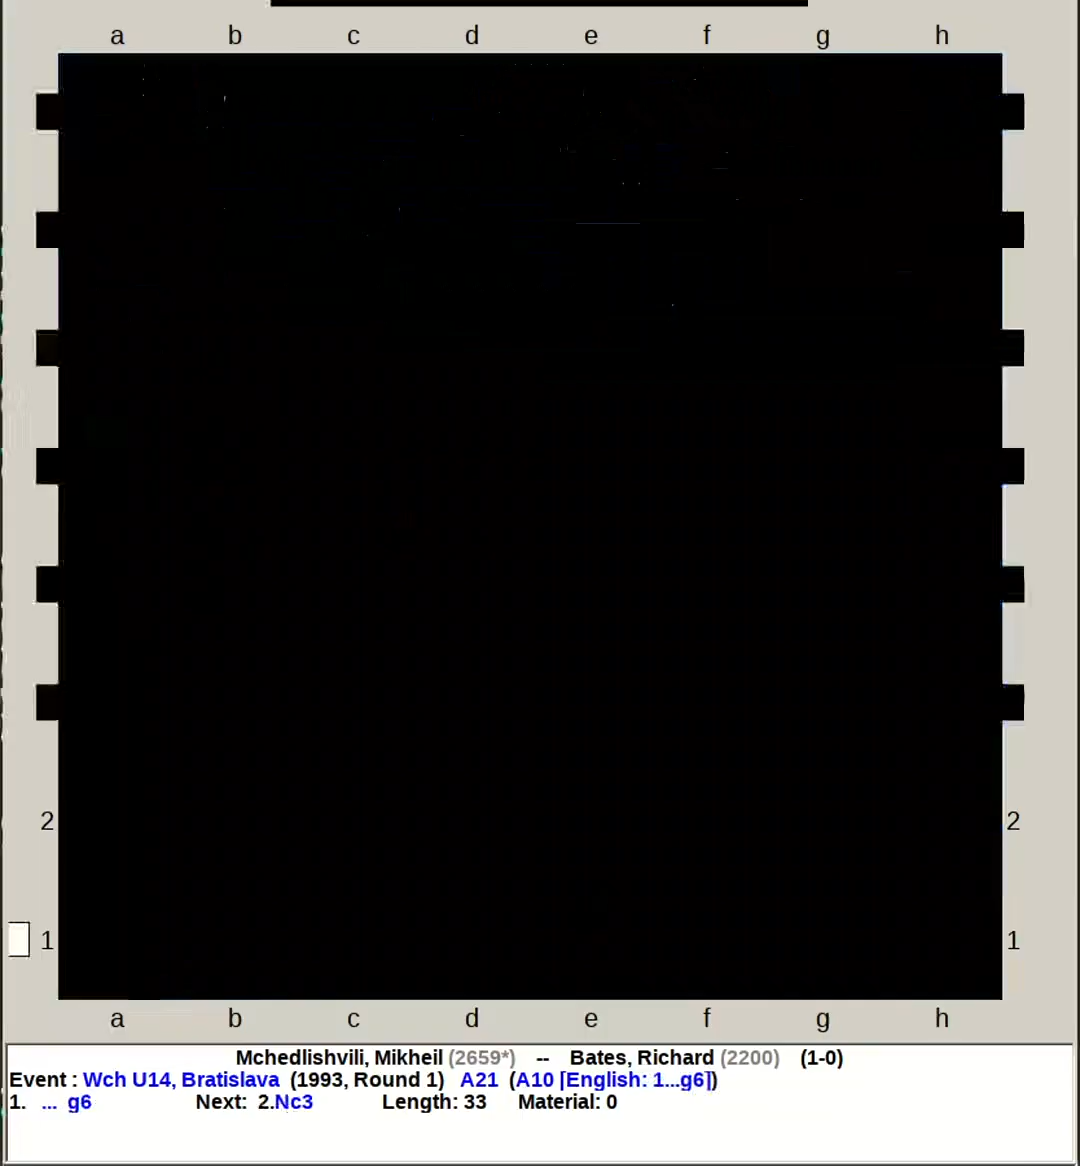 a b c d e f g h
2 2
1 1
a b c d e f g h
Mchedlishvili, Mikheil (2659*) -- Bates, Richard (2200) (1-0)
Event : Wch U14, Bratislava (1993, Round 1) A21 (A10 [English: 1...g6])
1. ... g6 Next: 2.Nc3 Length: 33 Material: 0